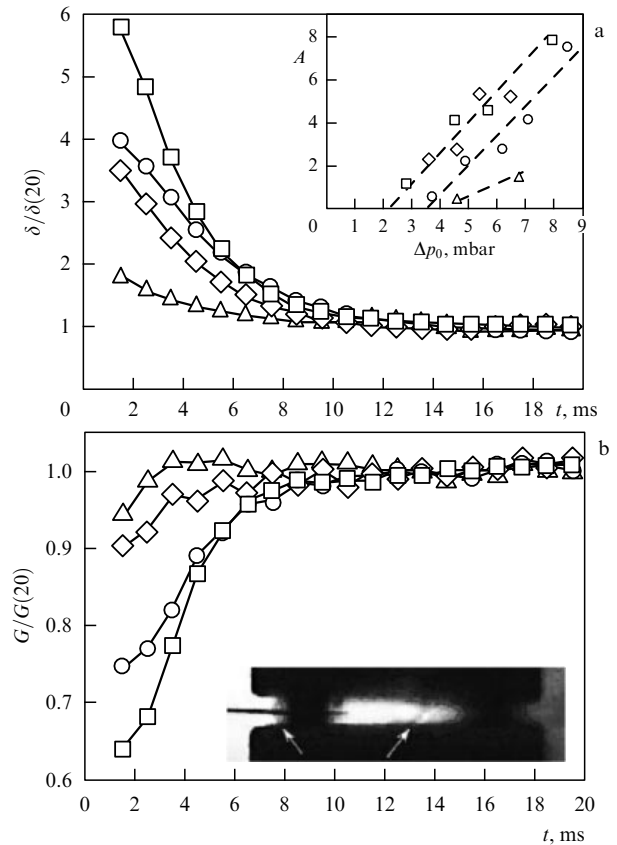 6
a
8
A
5
6
4
4
2
δ/δ(20)
3
0 1 2 3 4 5 6 7 8 9
Δp₀, mbar
2
1
0 2 4 6 8 10 12 14 16 18 t, ms
b
1.0
0.9
G/G(20)
0.8
0.7
0.6
0 2 4 6 8 10 12 14 16 18 20
t, ms